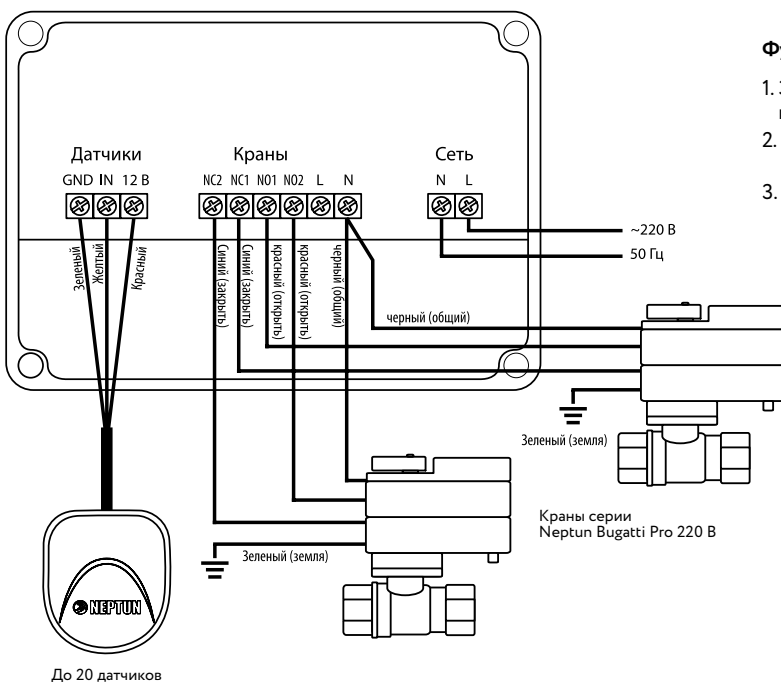 Датчики
Краны
Сеть
GND IN 12 В
NC2 NC1 NO1 NO2 L N
N L
Зеленый
Желтый
Красный
Синий (закрыть)
Синий (закрыть)
красный (открыть)
красный (открыть)
черный (общий)
черный (общий)
~220 В
50 Гц
Зеленый (земля)
Зеленый (земля)
Краны серии
Neptun Bugatti Pro 220 В
NEPTUN
До 20 датчиков
1.
2.
3.